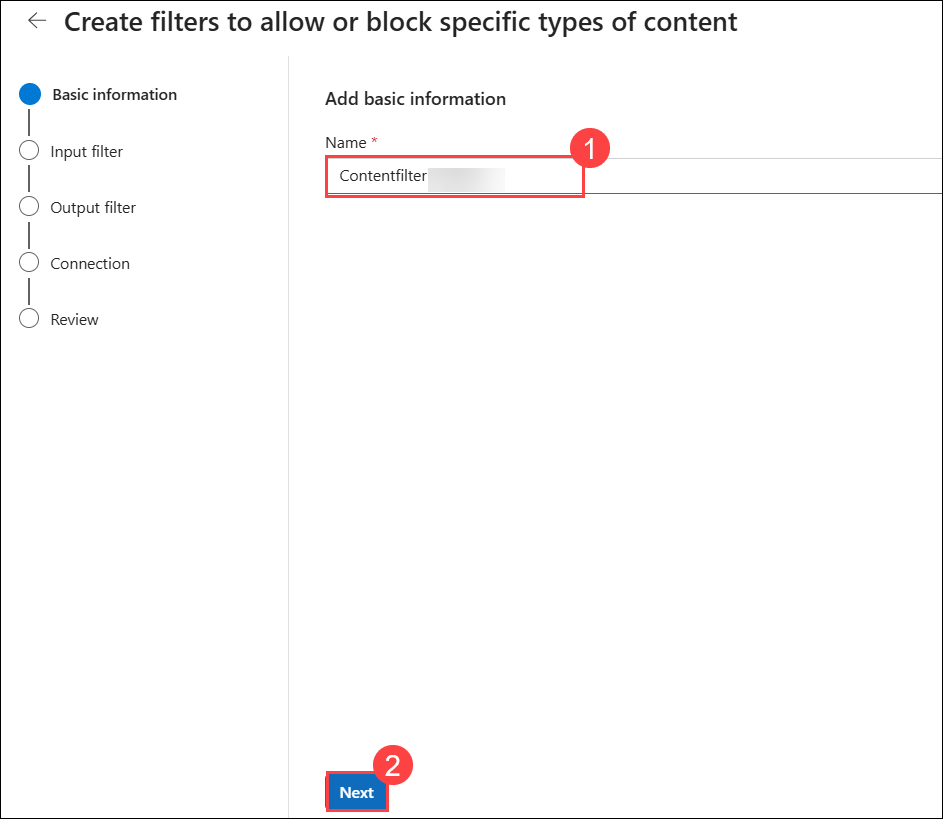 Create filters to allow or block specific types of content
Basic information
Input filter
Output filter
Connection
Review
Add basic information
Name *
1
Contentfilter
2
Next